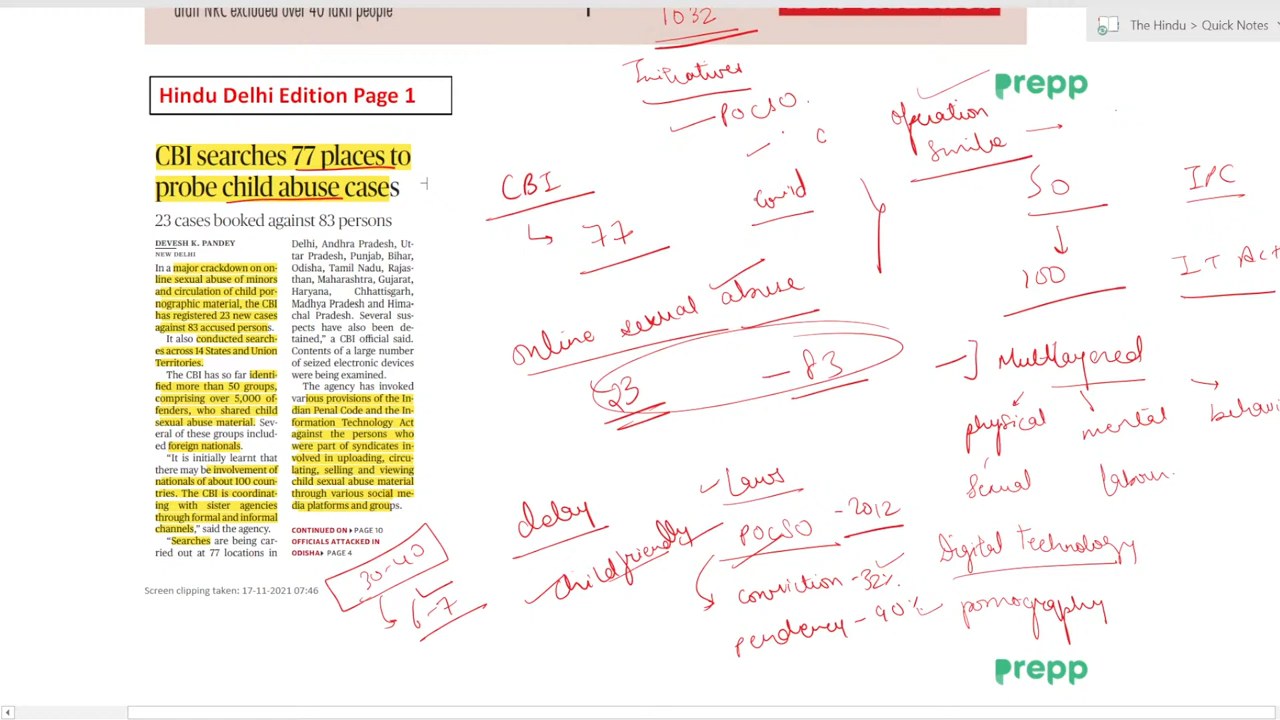 draft NRC excluded over 40 lakh people
1032
The Hindu > Quick Notes
prepp
Hindu Delhi Edition Page 1
CBI searches 77 places to
probe child abuse cases
23 cases booked against 83 persons
DEVESH K. PANDEY
NEW DELHI
In a major crackdown on on-
line sexual abuse of minors
and circulation of child por-
nographic material, the CBI
has registered 23 new cases
against 83 accused persons.
It also conducted search-
es across 14 States and Union
Territories.
The CBI has so far identi-
fied more than 50 groups,
comprising over 5,000 of-
fenders, who shared child
sexual abuse material. Sev-
eral of these groups includ-
ed foreign nationals.
“It is initially learnt that
there may be involvement of
nationals of about 100 coun-
tries. The CBI is coordinat-
ing with sister agencies
through formal and informal
channels,” said the agency.
“Searches are being car-
ried out at 77 locations in
Delhi, Andhra Pradesh, Ut-
tar Pradesh, Punjab, Bihar,
Odisha, Tamil Nadu, Rajas-
than, Maharashtra, Gujarat,
Haryana, Chhattisgarh,
Madhya Pradesh and Hima-
chal Pradesh. Several sus-
pects have also been de-
tained,” a CBI official said.
Contents of a large number
of seized electronic devices
were being examined.
The agency has invoked
various provisions of the In-
dian Penal Code and the In-
formation Technology Act
against the persons who
were part of syndicates in-
volved in uploading, circu-
lating, selling and viewing
child sexual abuse material
through various social me-
dia platforms and groups.
CONTINUED ON PAGE 10
OFFICIALS ATTACKED IN
ODISHA PAGE 4
Screen clipping taken: 17-11-2021 07:46
Initiatives
POCSO
C
Covid
CBI
77
online sexual abuse
23 - 83
operation
Smile
50
100
IPC
IT Act
Multilayered
physical mental behavi
Sexual labour
delay
child friendly
30-40
6-7
Laws
POCSO - 2012
conviction - 32%
pendency - 90%
Digital technology
pornography
prepp